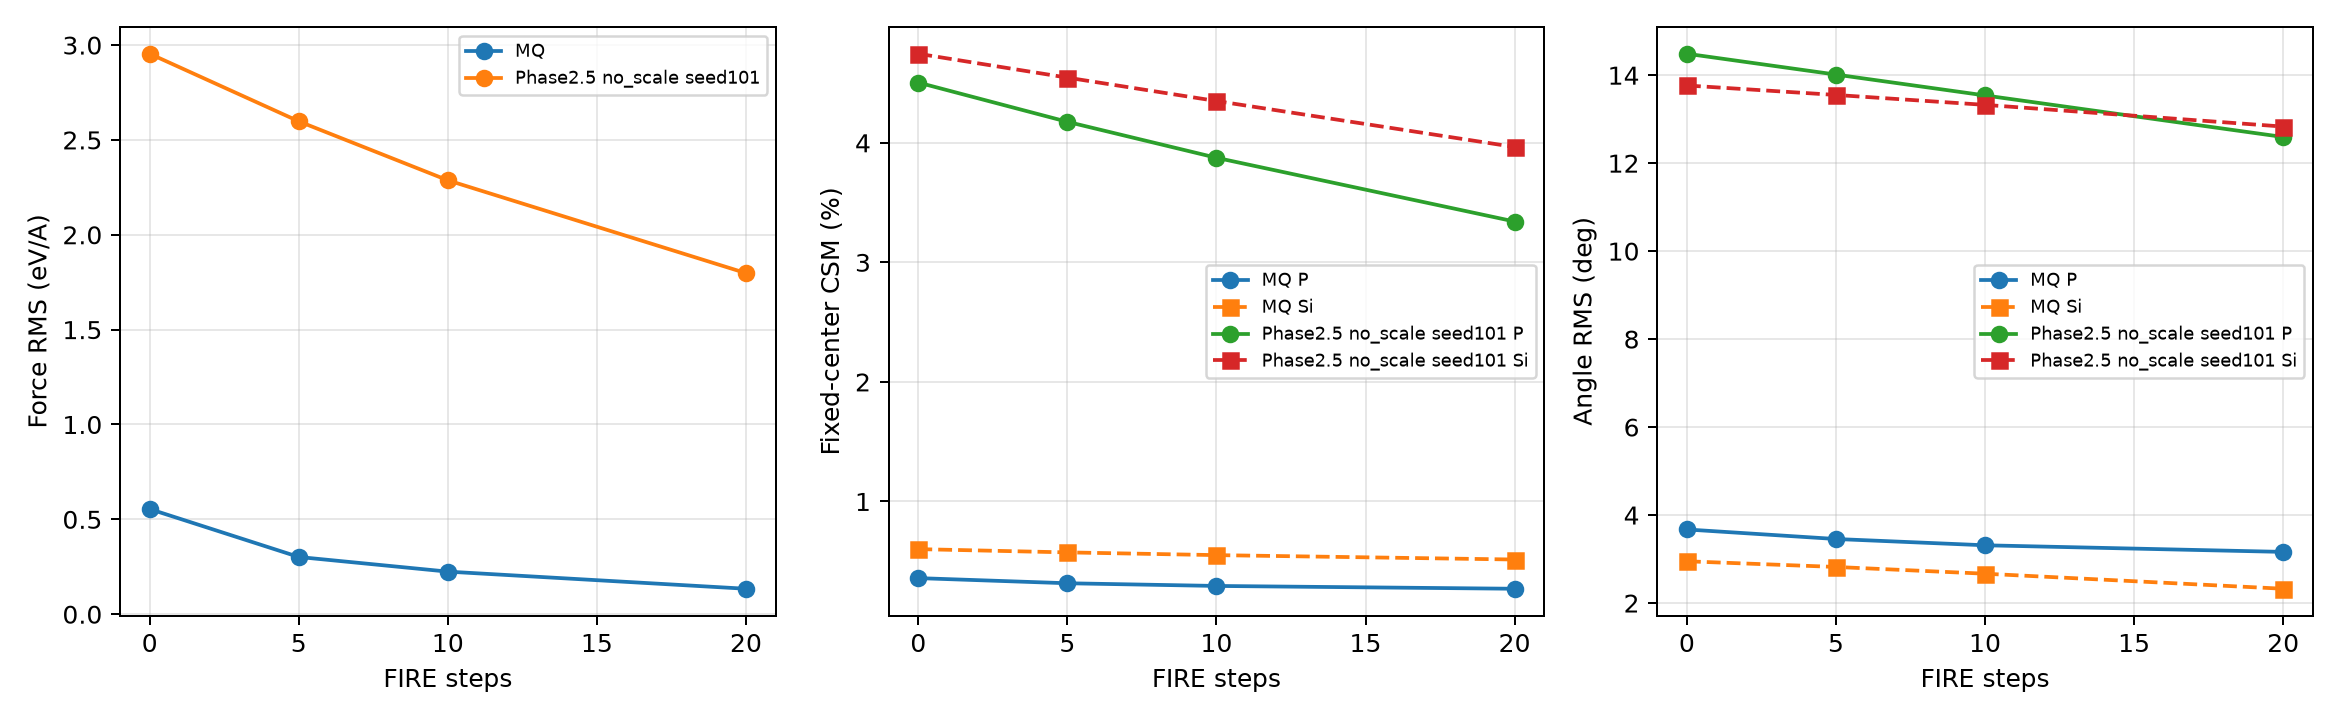 Force RMS (eV/A)
3.0
2.5
2.0
1.5
1.0
0.5
0.0
0 5 10 15 20
FIRE steps
MQ
Phase2.5 no_scale seed101
Fixed-center CSM (%)
4
3
2
1
0 5 10 15 20
FIRE steps
MQ P
MQ Si
Phase2.5 no_scale seed101 P
Phase2.5 no_scale seed101 Si
Angle RMS (deg)
14
12
10
8
6
4
2
0 5 10 15 20
FIRE steps
MQ P
MQ Si
Phase2.5 no_scale seed101 P
Phase2.5 no_scale seed101 Si